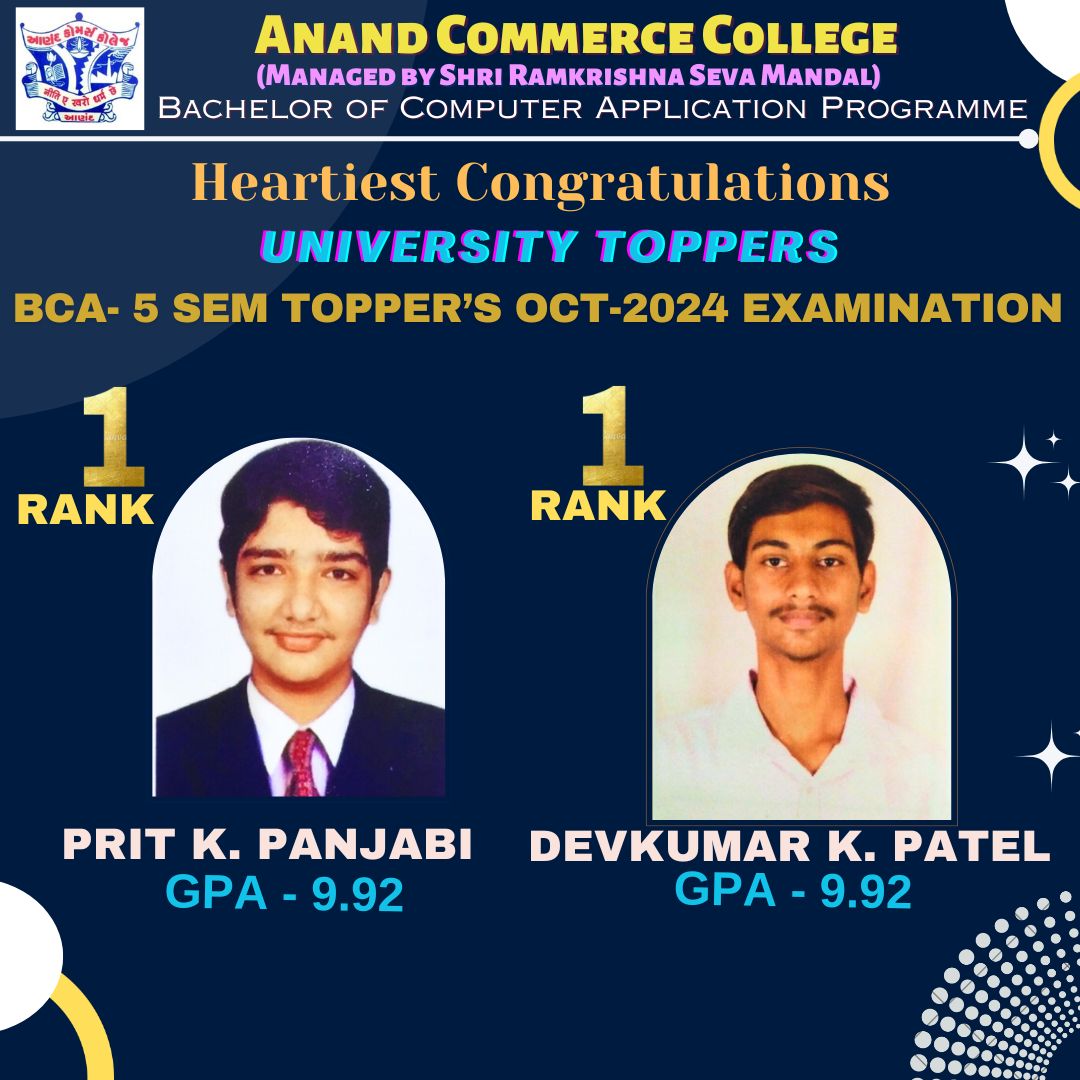 આણંદ કોમર્સ કોલેજ
નીતિ એ ખરો ધર્મ છે
આણંદ
ANAND COMMERCE COLLEGE
(MANAGED BY SHRI RAMKRISHNA SEVA MANDAL)
BACHELOR OF COMPUTER APPLICATION PROGRAMME
Heartiest Congratulations
UNIVERSITY TOPPERS
BCA- 5 SEM TOPPER’S OCT-2024 EXAMINATION
1
RANK
1
RANK
PRIT K. PANJABI
GPA - 9.92
DEVKUMAR K. PATEL
GPA - 9.92